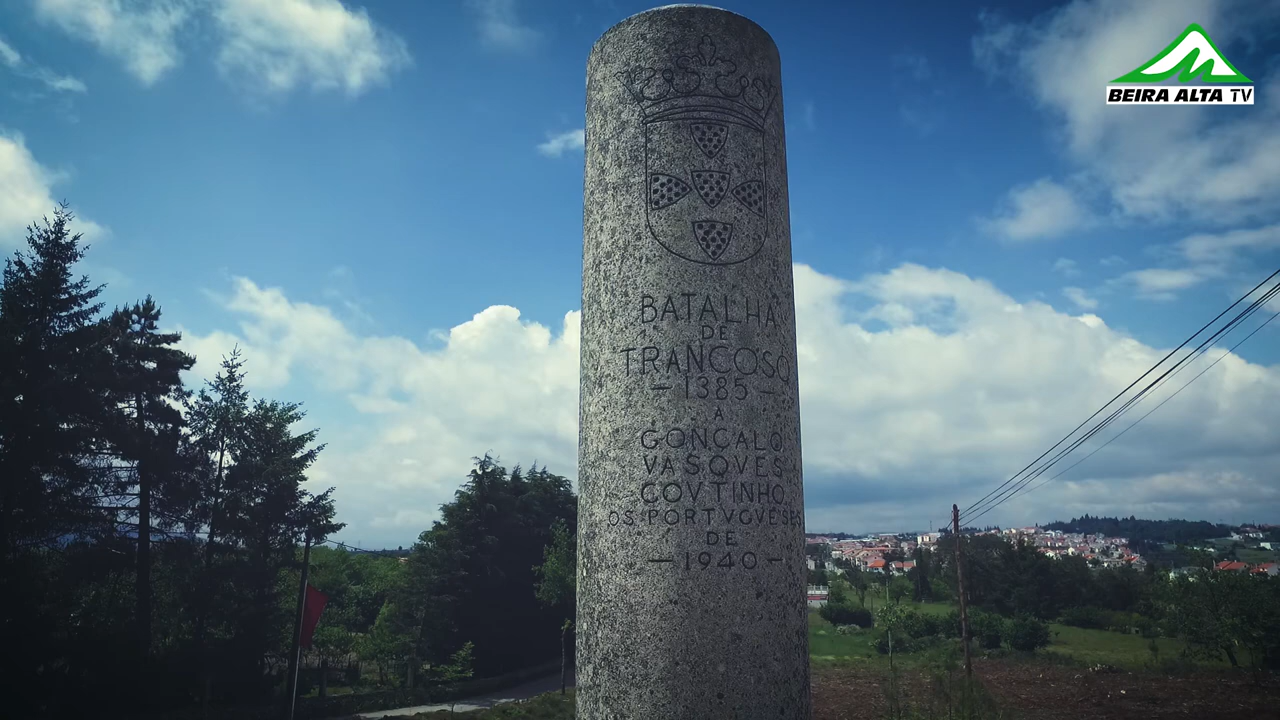 BEIRA ALTA TV
BATALHA
DE
TRANCOSO
—1385—
A
GONÇALO
VASQVES
COVTINHO
OS PORTVGVESES
DE
—1940—